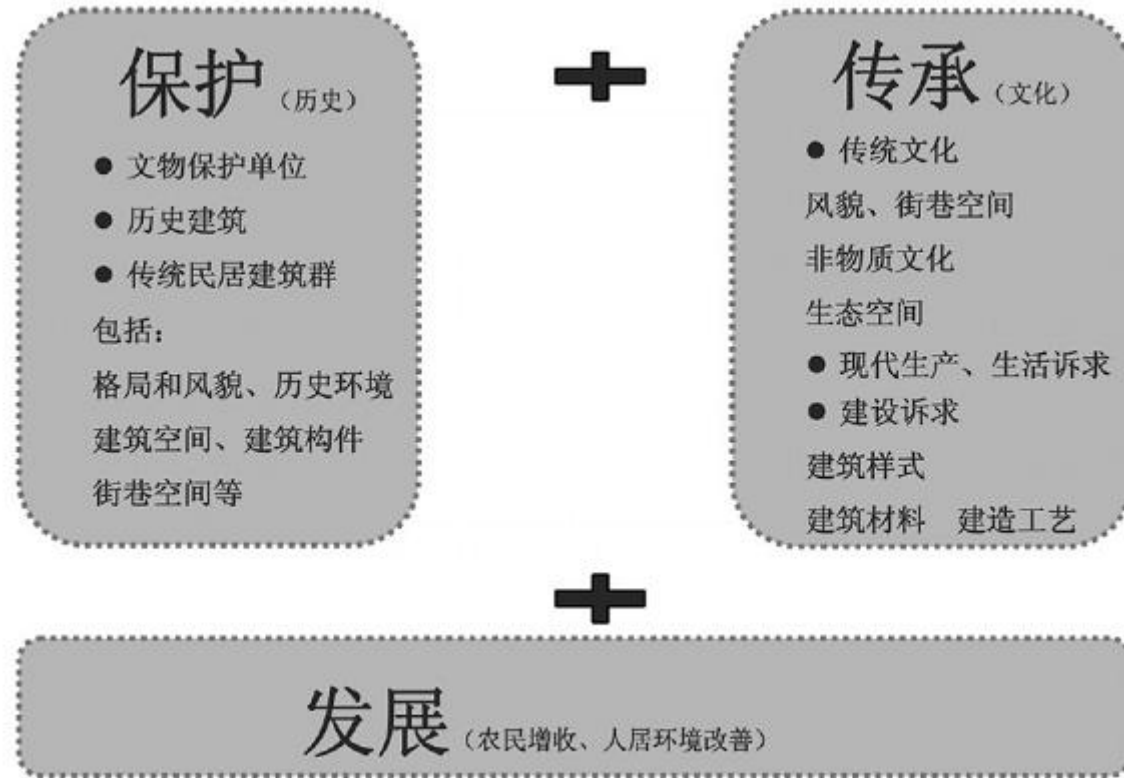 保护（历史）
● 文物保护单位
● 历史建筑
● 传统民居建筑群
包括：
格局和风貌、历史环境
建筑空间、建筑构件
街巷空间等
传承（文化）
● 传统文化
风貌、街巷空间
非物质文化
生态空间
● 现代生产、生活诉求
● 建设诉求
建筑样式
建筑材料　建造工艺
发展（农民增收、人居环境改善）